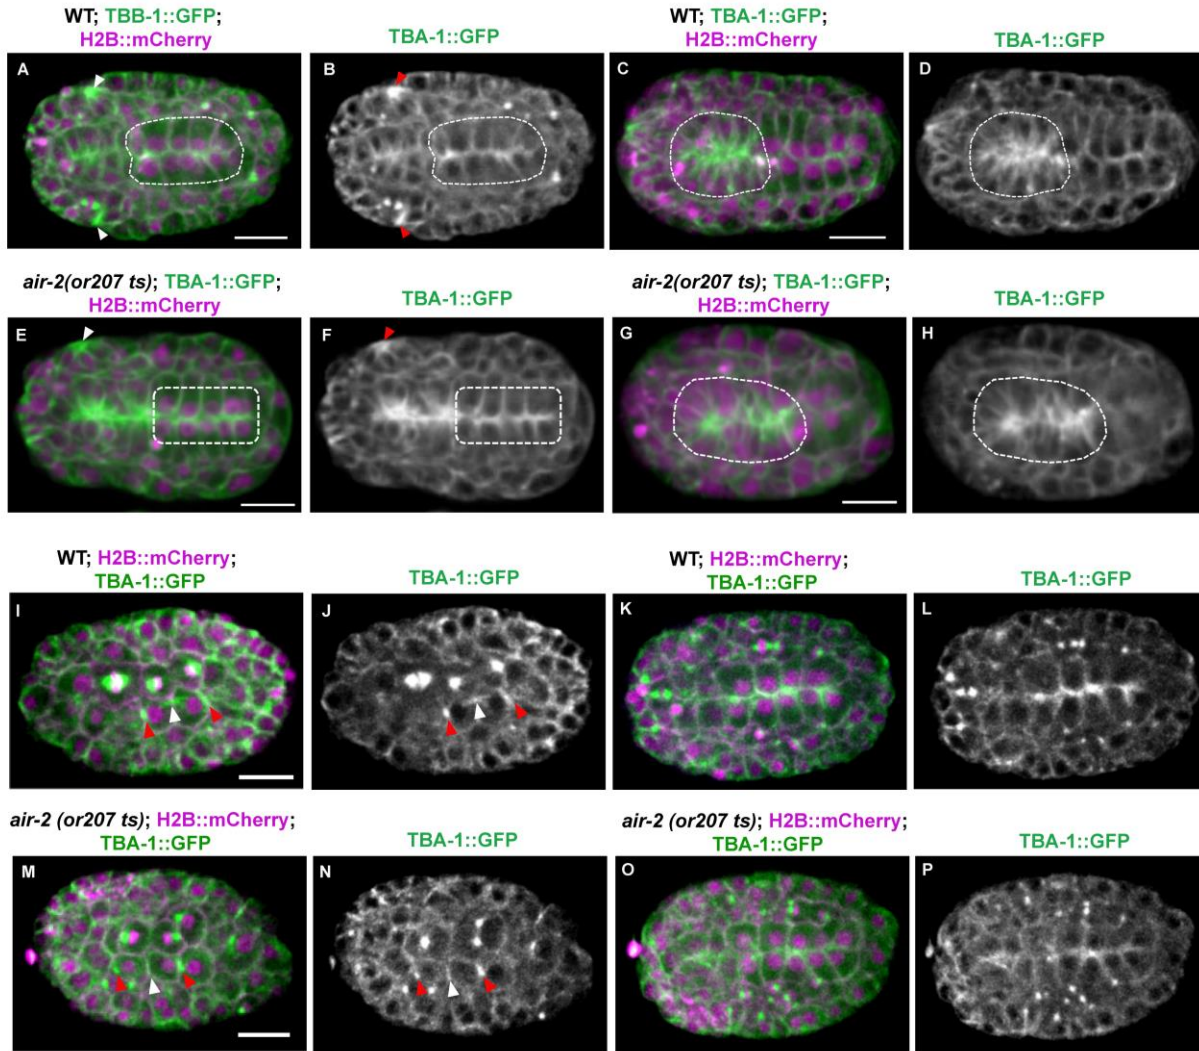 WT; TBB-1::GFP;
H2B::mCherry
TBA-1::GFP
WT; TBA-1::GFP;
H2B::mCherry
TBA-1::GFP
A
B
C
D
air-2(or207 ts); TBA-1::GFP;
H2B::mCherry
TBA-1::GFP
air-2(or207 ts); TBA-1::GFP;
H2B::mCherry
TBA-1::GFP
E
F
G
H
WT; H2B::mCherry;
TBA-1::GFP
TBA-1::GFP
WT; H2B::mCherry;
TBA-1::GFP
TBA-1::GFP
I
J
K
L
air-2 (or207 ts); H2B::mCherry;
TBA-1::GFP
TBA-1::GFP
air-2 (or207 ts); H2B::mCherry;
TBA-1::GFP
TBA-1::GFP
M
N
O
P